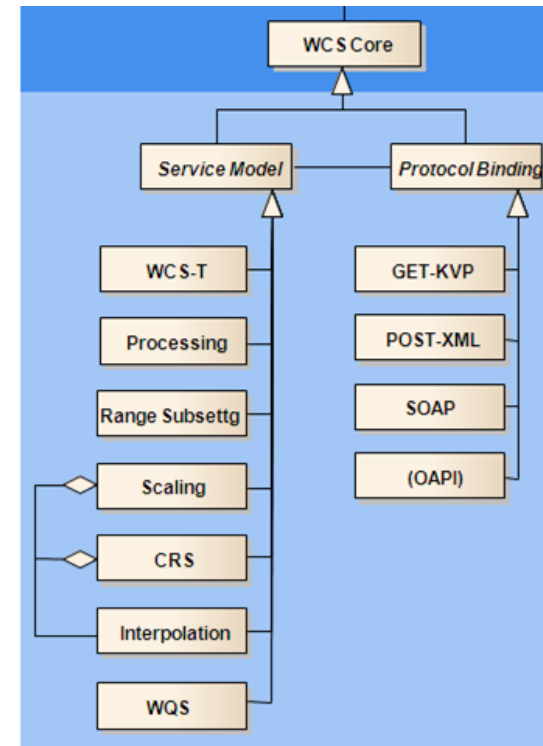 WCS Core
Service Model
Protocol Binding
WCS-T
GET-KVP
Processing
POST-XML
Range Subsettg
SOAP
Scaling
(OAPI)
CRS
Interpolation
WQS